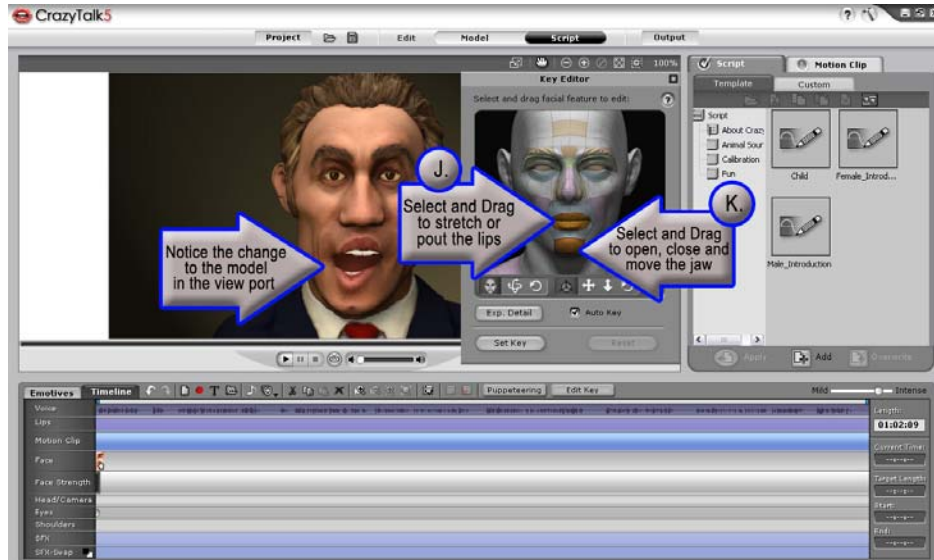 CrazyTalk5
Project Edit Model Script Output
100%
Key Editor
Select and drag facial feature to edit:
J.
Select and Drag
to stretch or
pout the lips
K.
Select and Drag
to open, close and
move the jaw
Notice the change
to the model
in the view port
Exp. Detail Auto Key
Set Key Reset
Script Motion Clip
Template Custom
Script
About Crazy
Animal Sour
Calibration
Fun
Child Female_Introd...
Male_Introduction
Apply Add Overwrite
Emotives Timeline Puppeteering Edit Key Mild Intense
Voice
Lips
Motion Clip
Face
Face Strength
Head/Camera
Eyes
Shoulders
SFX
SFX-Swap
Length:
01:02:09
Current Time:
--:--:--
Target Length:
--:--:--
Start:
--:--:--
End:
--:--:--